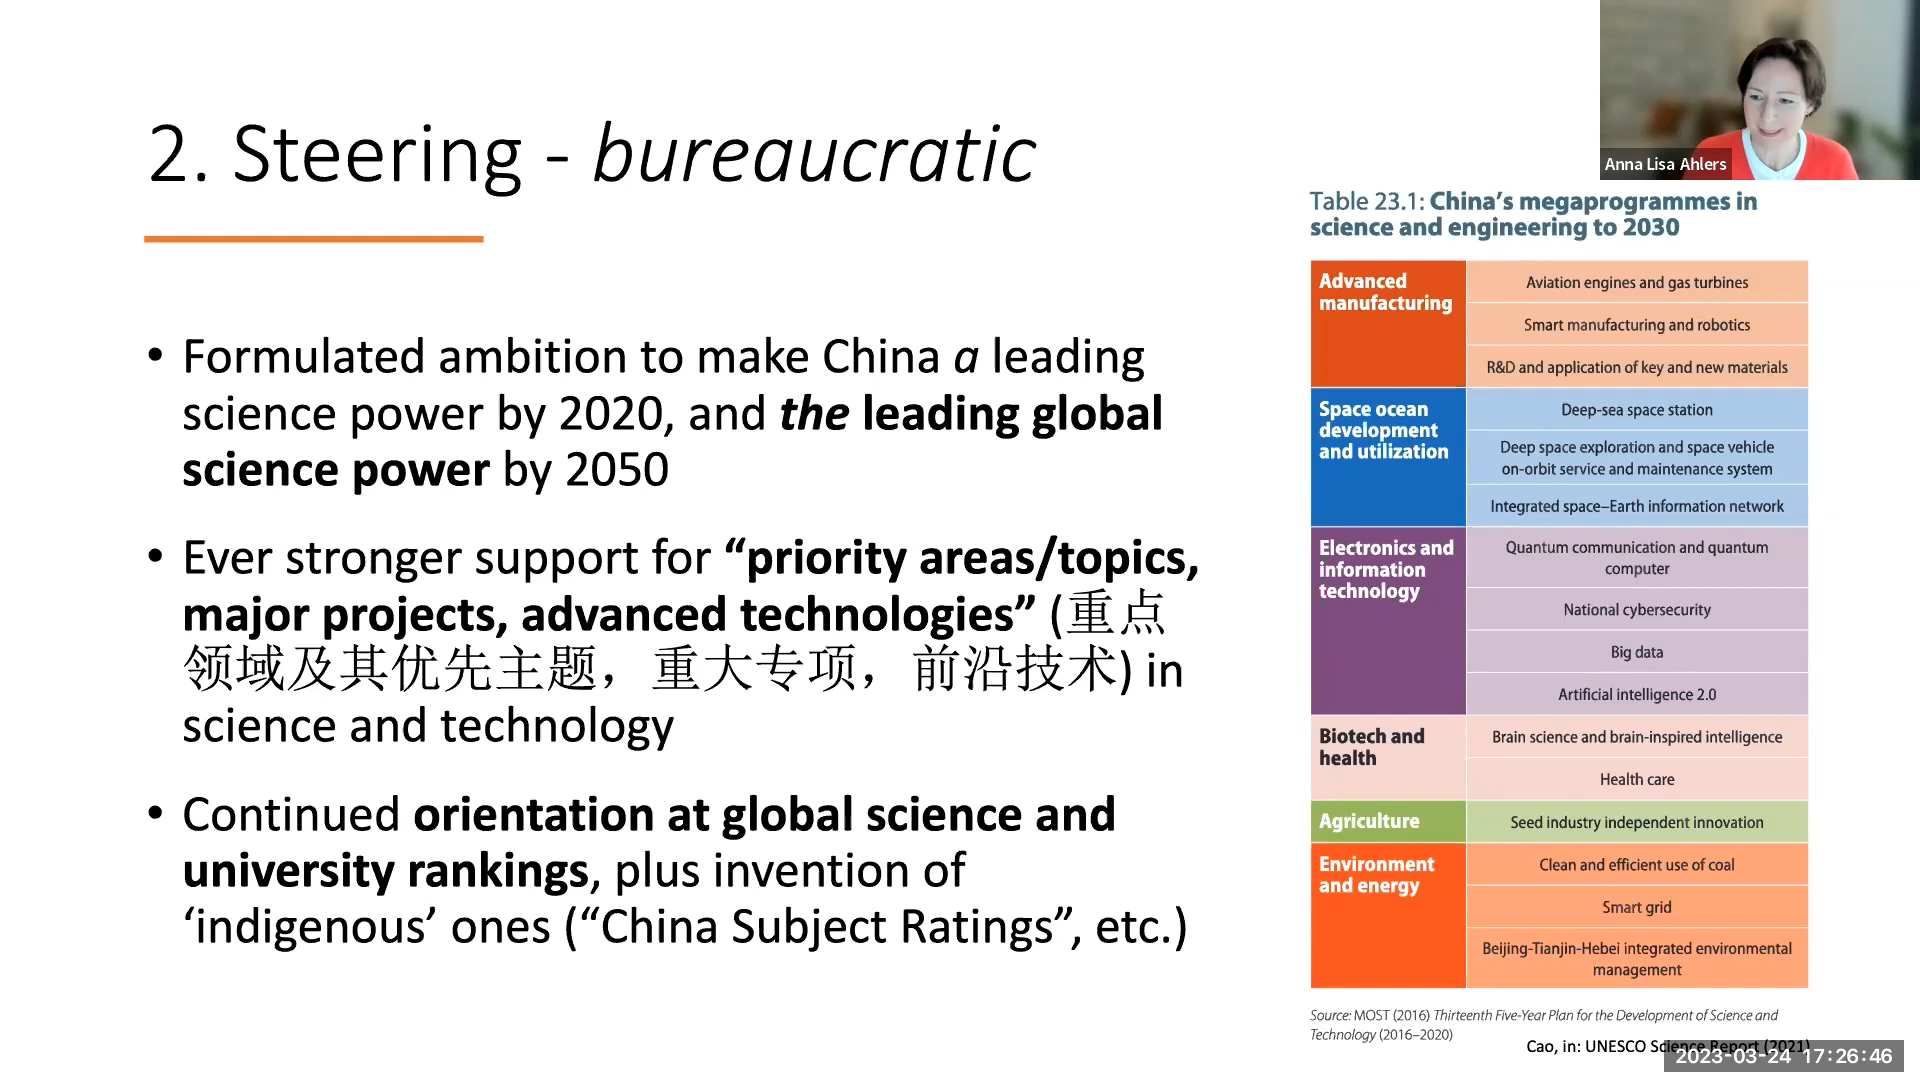 2. Steering - bureaucratic
• Formulated ambition to make China a leading
science power by 2020, and the leading global
science power by 2050
• Ever stronger support for “priority areas/topics,
major projects, advanced technologies” (重点
领域及其优先主题，重大专项，前沿技术) in
science and technology
• Continued orientation at global science and
university rankings, plus invention of
‘indigenous’ ones (“China Subject Ratings”, etc.)
Anna Lisa Ahlers
Table 23.1: China’s megaprogrammes in
science and engineering to 2030
Advanced
manufacturing
Aviation engines and gas turbines
Smart manufacturing and robotics
R&D and application of key and new materials
Space ocean
development
and utilization
Deep-sea space station
Deep space exploration and space vehicle
on-orbit service and maintenance system
Integrated space–Earth information network
Electronics and
information
technology
Quantum communication and quantum
computer
National cybersecurity
Big data
Artificial intelligence 2.0
Biotech and
health
Brain science and brain-inspired intelligence
Health care
Agriculture
Seed industry independent innovation
Environment
and energy
Clean and efficient use of coal
Smart grid
Beijing-Tianjin-Hebei integrated environmental
management
Source: MOST (2016) Thirteenth Five-Year Plan for the Development of Science and
Technology (2016–2020)
Cao, in: UNESCO Science Report (2021)
2023-03-24 17:26:46